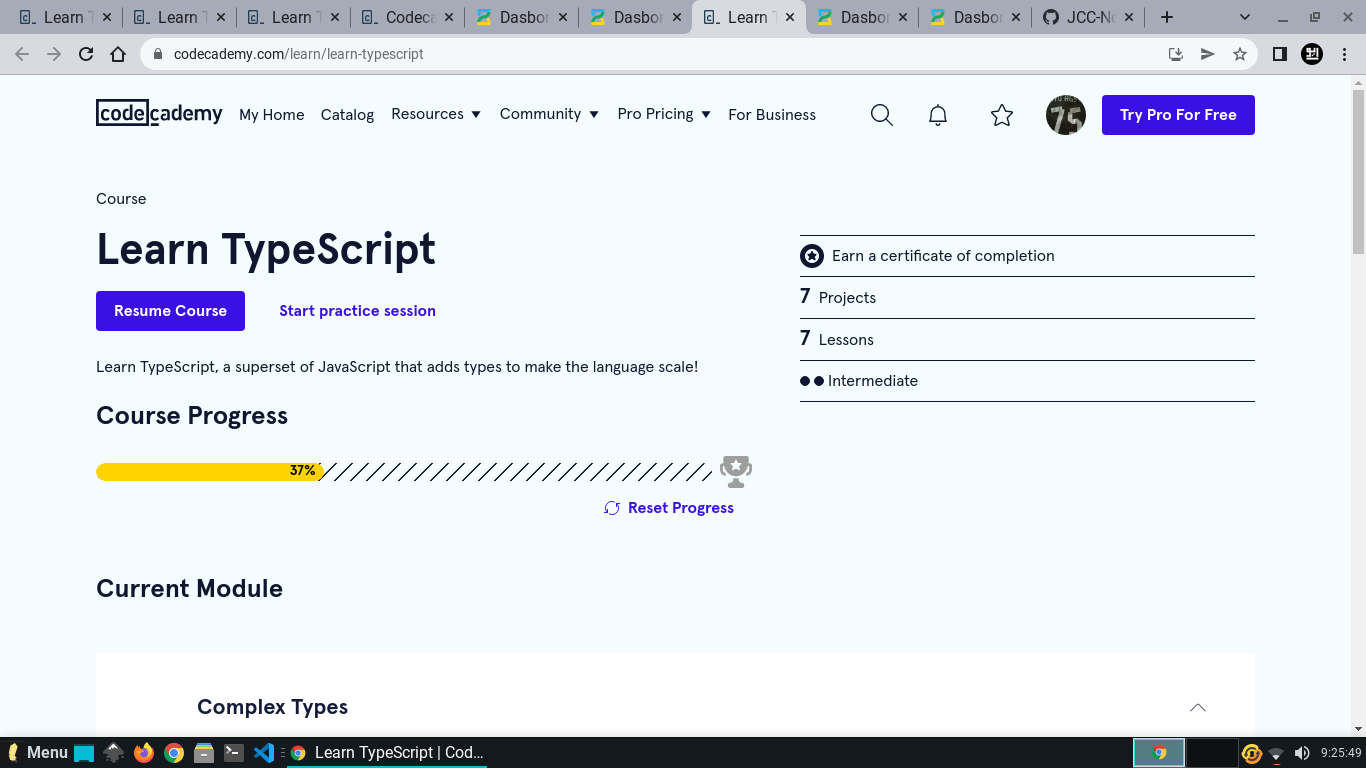 Learn T
Learn T
Learn T
Codeca
Dasbor
Dasbor
Learn T
Dasbor
Dasbor
JCC-No
codecademy.com/learn/learn-typescript
codecademy My Home Catalog Resources Community Pro Pricing For Business Try Pro For Free
75
Course
Learn TypeScript
Resume Course Start practice session
Learn TypeScript, a superset of JavaScript that adds types to make the language scale!
Course Progress
37%
Reset Progress
Earn a certificate of completion
7 Projects
7 Lessons
Intermediate
Current Module
Complex Types
Menu Learn TypeScript | Cod... 9:25:49